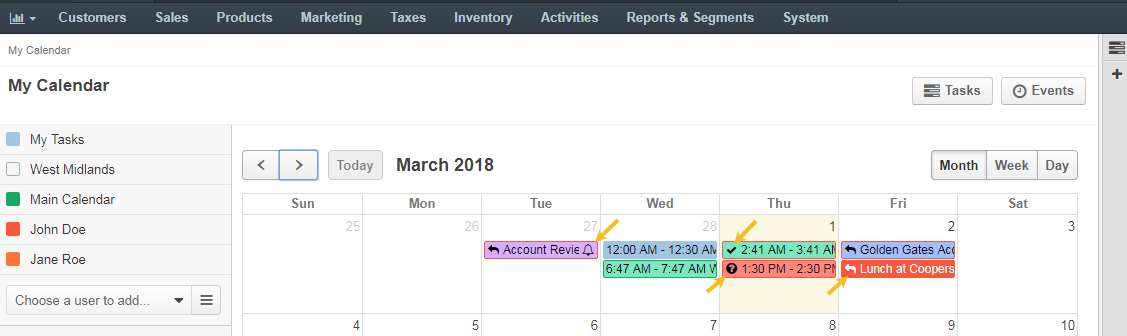 Customers Sales Products Marketing Taxes Inventory Activities Reports & Segments System
My Calendar
My Calendar
Tasks Events
My Tasks
West Midlands
Main Calendar
John Doe
Jane Roe
Choose a user to add...
Today March 2018 Month Week Day
Sun Mon Tue Wed Thu Fri Sat
25 26 27 28 1 2 3
Account Revie 12:00 AM - 12:30 AM 2:41 AM - 3:41 AM Golden Gates Acc
6:47 AM - 7:47 AM W 1:30 PM - 2:30 PM Lunch at Coopers
4 5 6 7 8 9 10